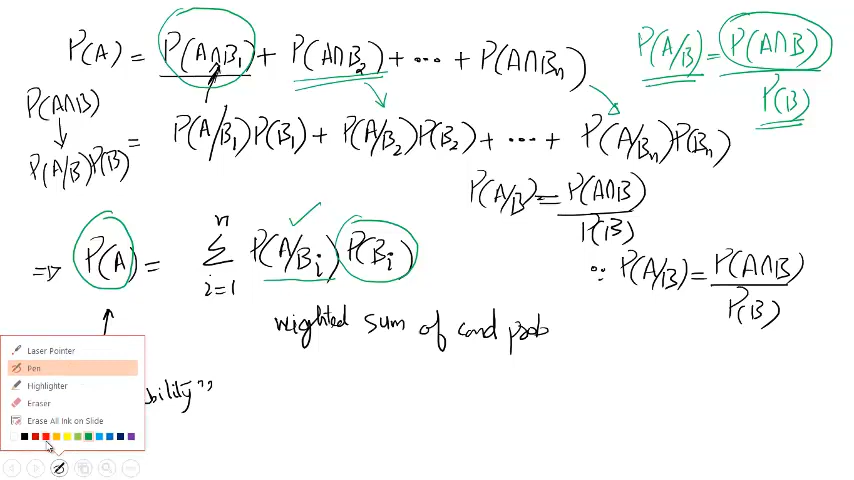 P(A) = P(A∩B₁) + P(A∩B₂) + ··· + P(A∩Bₙ)
P(A/B) = P(A∩B) / P(B)
P(A∩B)
↓
P(A/B)P(B)
= P(A/B₁)P(B₁) + P(A/B₂)P(B₂) + ··· + P(A/Bₙ)P(Bₙ)
P(A/B) = P(A∩B) / P(B)
⇒ P(A) = ∑ᵢ₌₁ⁿ P(A/Bᵢ) P(Bᵢ)
∵ P(A/B) = P(A∩B) / P(B)
weighted sum of cond prob
bility"
Laser Pointer
Pen
Highlighter
Eraser
Erase All Ink on Slide